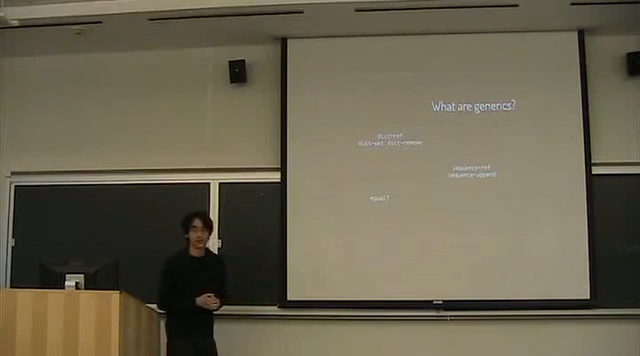 What are generics?
dict-ref
dict-set dict-remove
sequence-ref
sequence-append
equal?